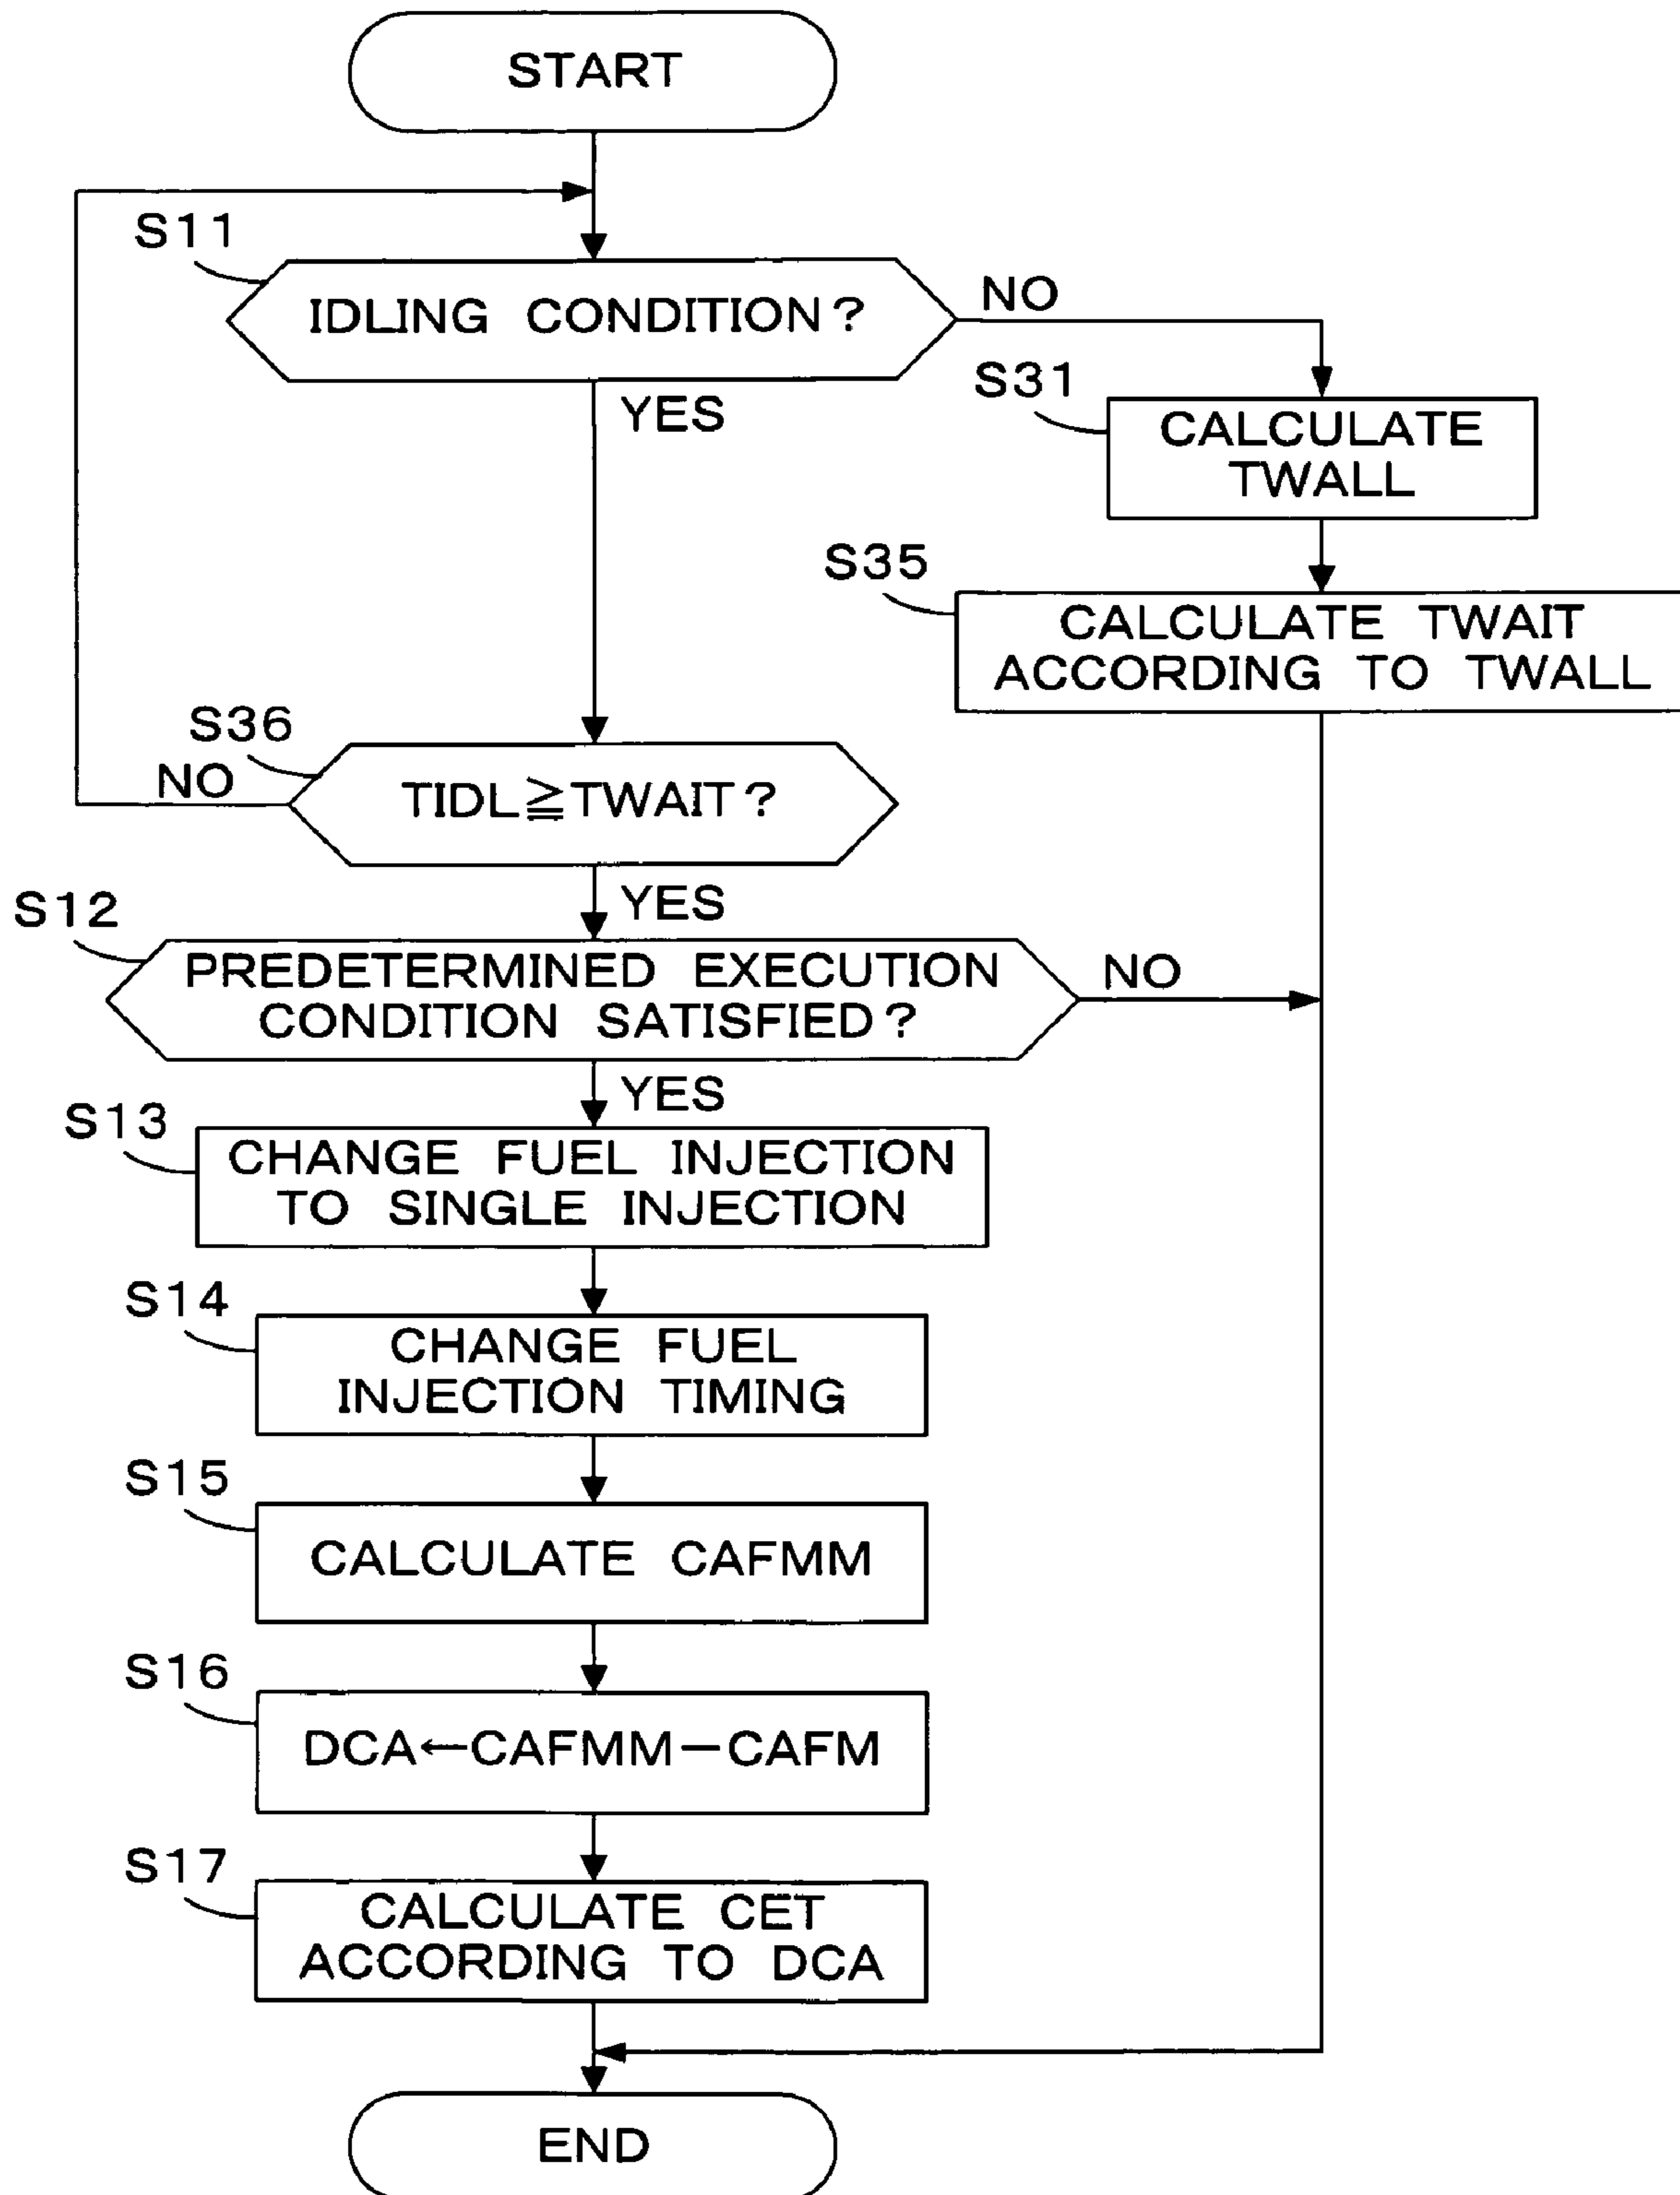 START
S11
IDLING CONDITION?
NO
YES
S31
CALCULATE
TWALL
S35
CALCULATE TWAIT
ACCORDING TO TWALL
S36
NO
TIDL≧TWAIT?
YES
S12
PREDETERMINED EXECUTION
CONDITION SATISFIED?
NO
YES
S13
CHANGE FUEL INJECTION
TO SINGLE INJECTION
S14
CHANGE FUEL
INJECTION TIMING
S15
CALCULATE CAFMM
S16
DCA←CAFMM−CAFM
S17
CALCULATE CET
ACCORDING TO DCA
END